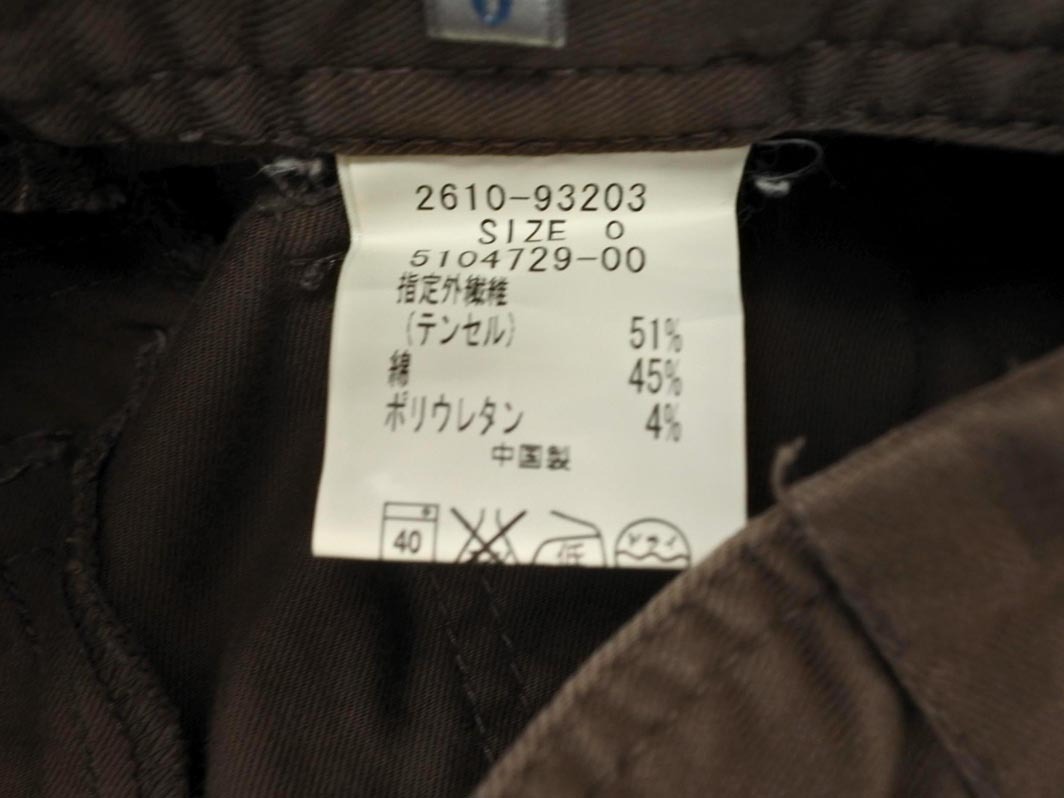 2610-93203
SIZE 0
5104729-00
指定外繊維
(テンセル) 51%
綿 45%
ポリウレタン 4%
中国製
40 低 ドライ